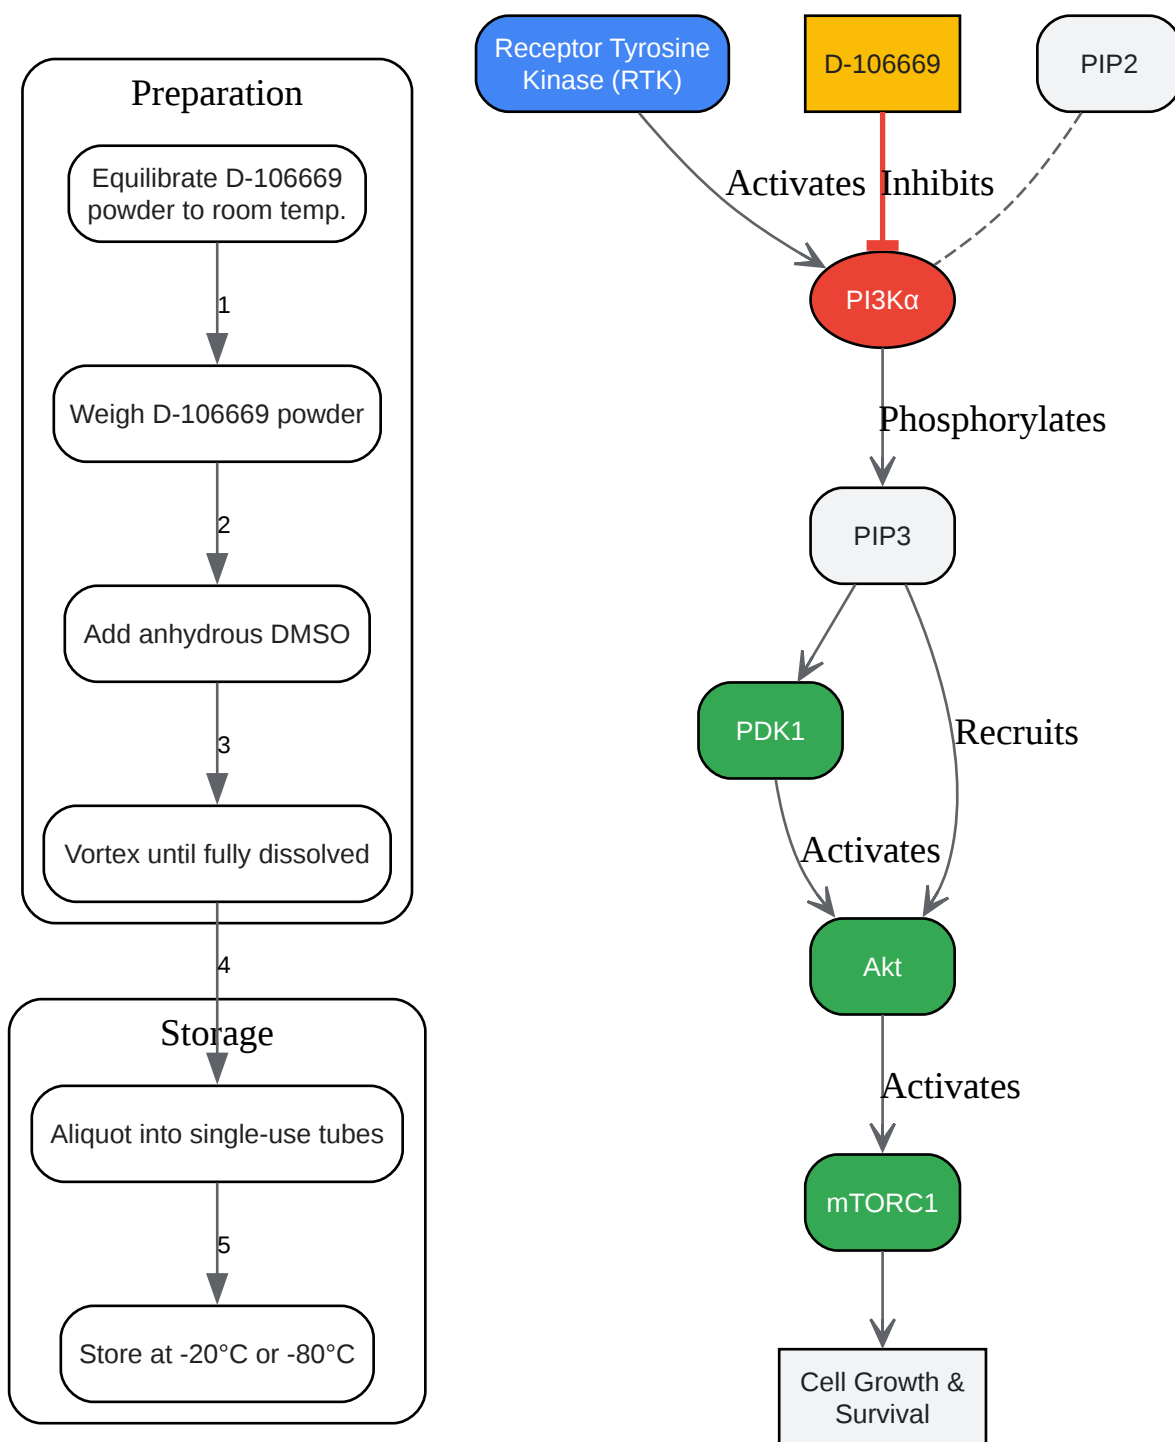 Preparation
Equilibrate D-106669
powder to room temp.
1
Weigh D-106669 powder
2
Add anhydrous DMSO
3
Vortex until fully dissolved
4
Storage
Aliquot into single-use tubes
5
Store at -20°C or -80°C
Receptor Tyrosine
Kinase (RTK)
D-106669
PIP2
Activates
Inhibits
PI3Kα
Phosphorylates
PIP3
PDK1
Recruits
Activates
Akt
Activates
mTORC1
Cell Growth &
Survival